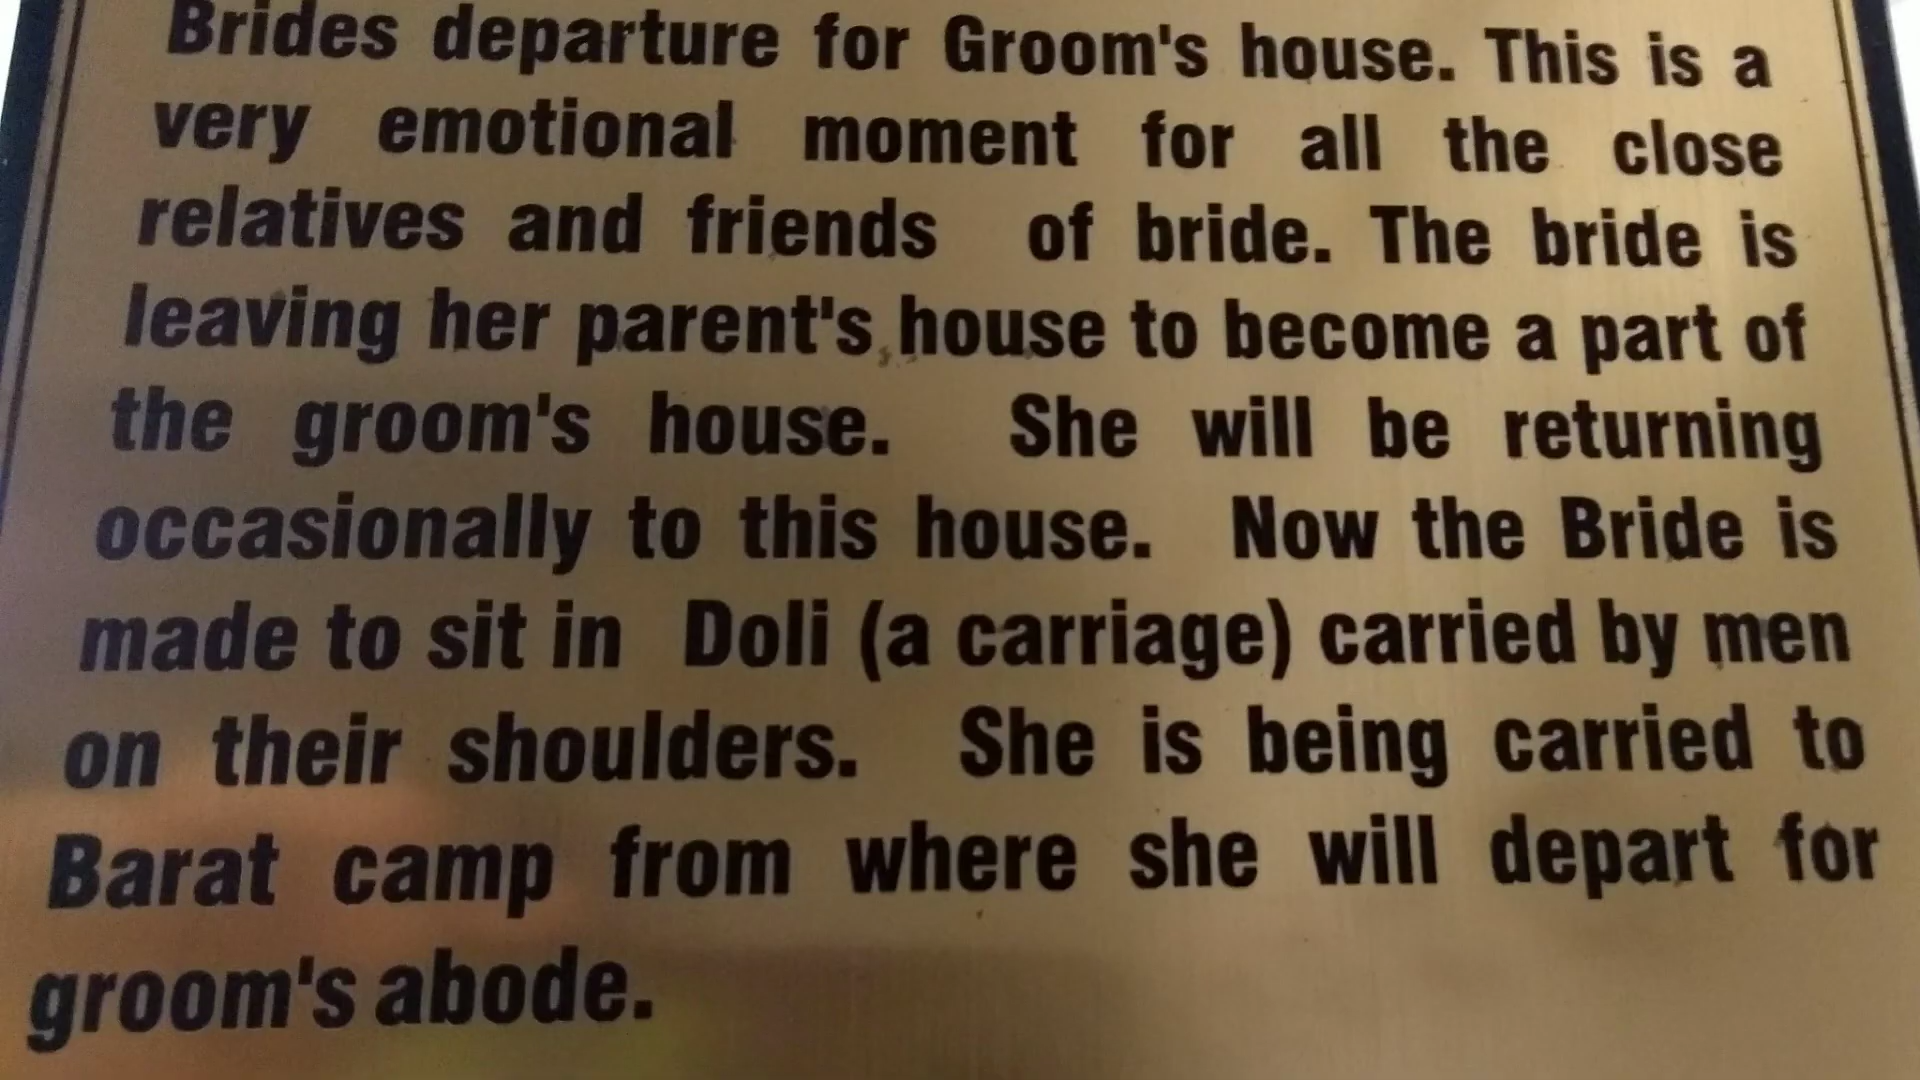 Brides departure for Groom's house. This is a
very emotional moment for all the close
relatives and friends of bride. The bride is
leaving her parent's house to become a part of
the groom's house. She will be returning
occasionally to this house. Now the Bride is
made to sit in Doli (a carriage) carried by men
on their shoulders. She is being carried to
Barat camp from where she will depart for
groom's abode.